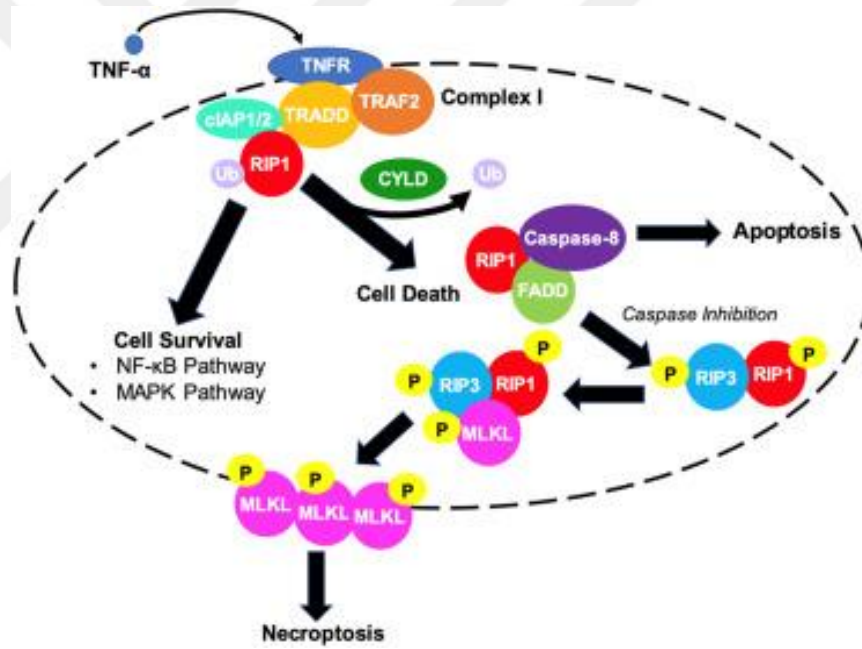 TNF-α
TNFR
TRADD
TRAF2
Complex I
cIAP1/2
Ub
RIP1
CYLD
Ub
RIP1
Caspase-8
FADD
Apoptosis
Cell Death
Caspase Inhibition
Cell Survival
• NF-κB Pathway
• MAPK Pathway
P
RIP3
RIP1
P
P
RIP3
RIP1
P
P
MLKL
P
MLKL
P
MLKL
P
MLKL
Necroptosis